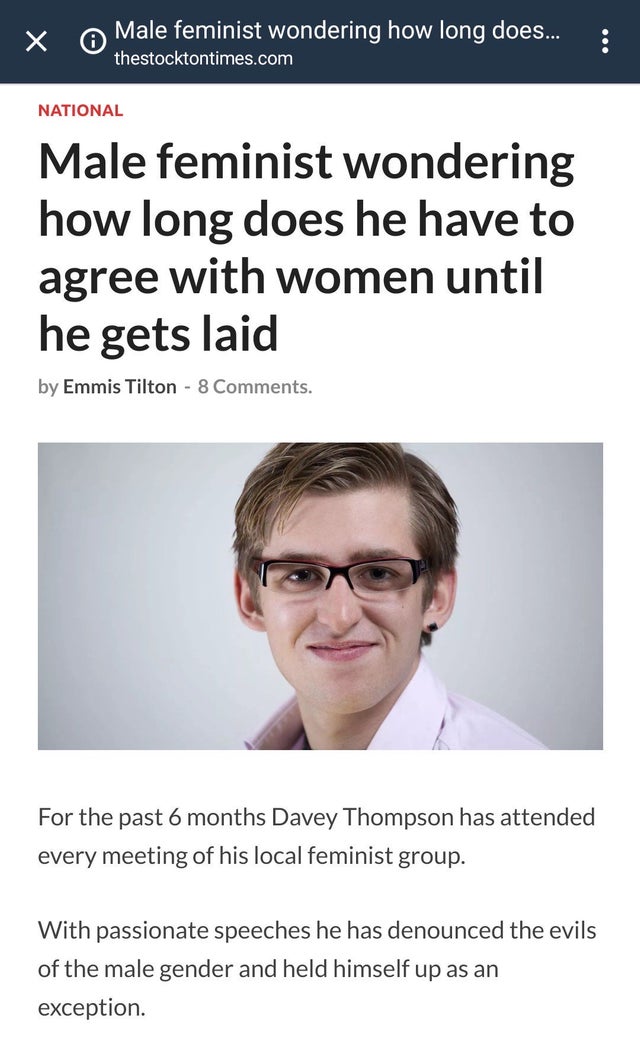 Male feminist wondering how long does...
thestocktontimes.com
NATIONAL
Male feminist wondering
how long does he have to
agree with women until
he gets laid
by Emmis Tilton - 8 Comments.
For the past 6 months Davey Thompson has attended
every meeting of his local feminist group.
With passionate speeches he has denounced the evils
of the male gender and held himself up as an
exception.